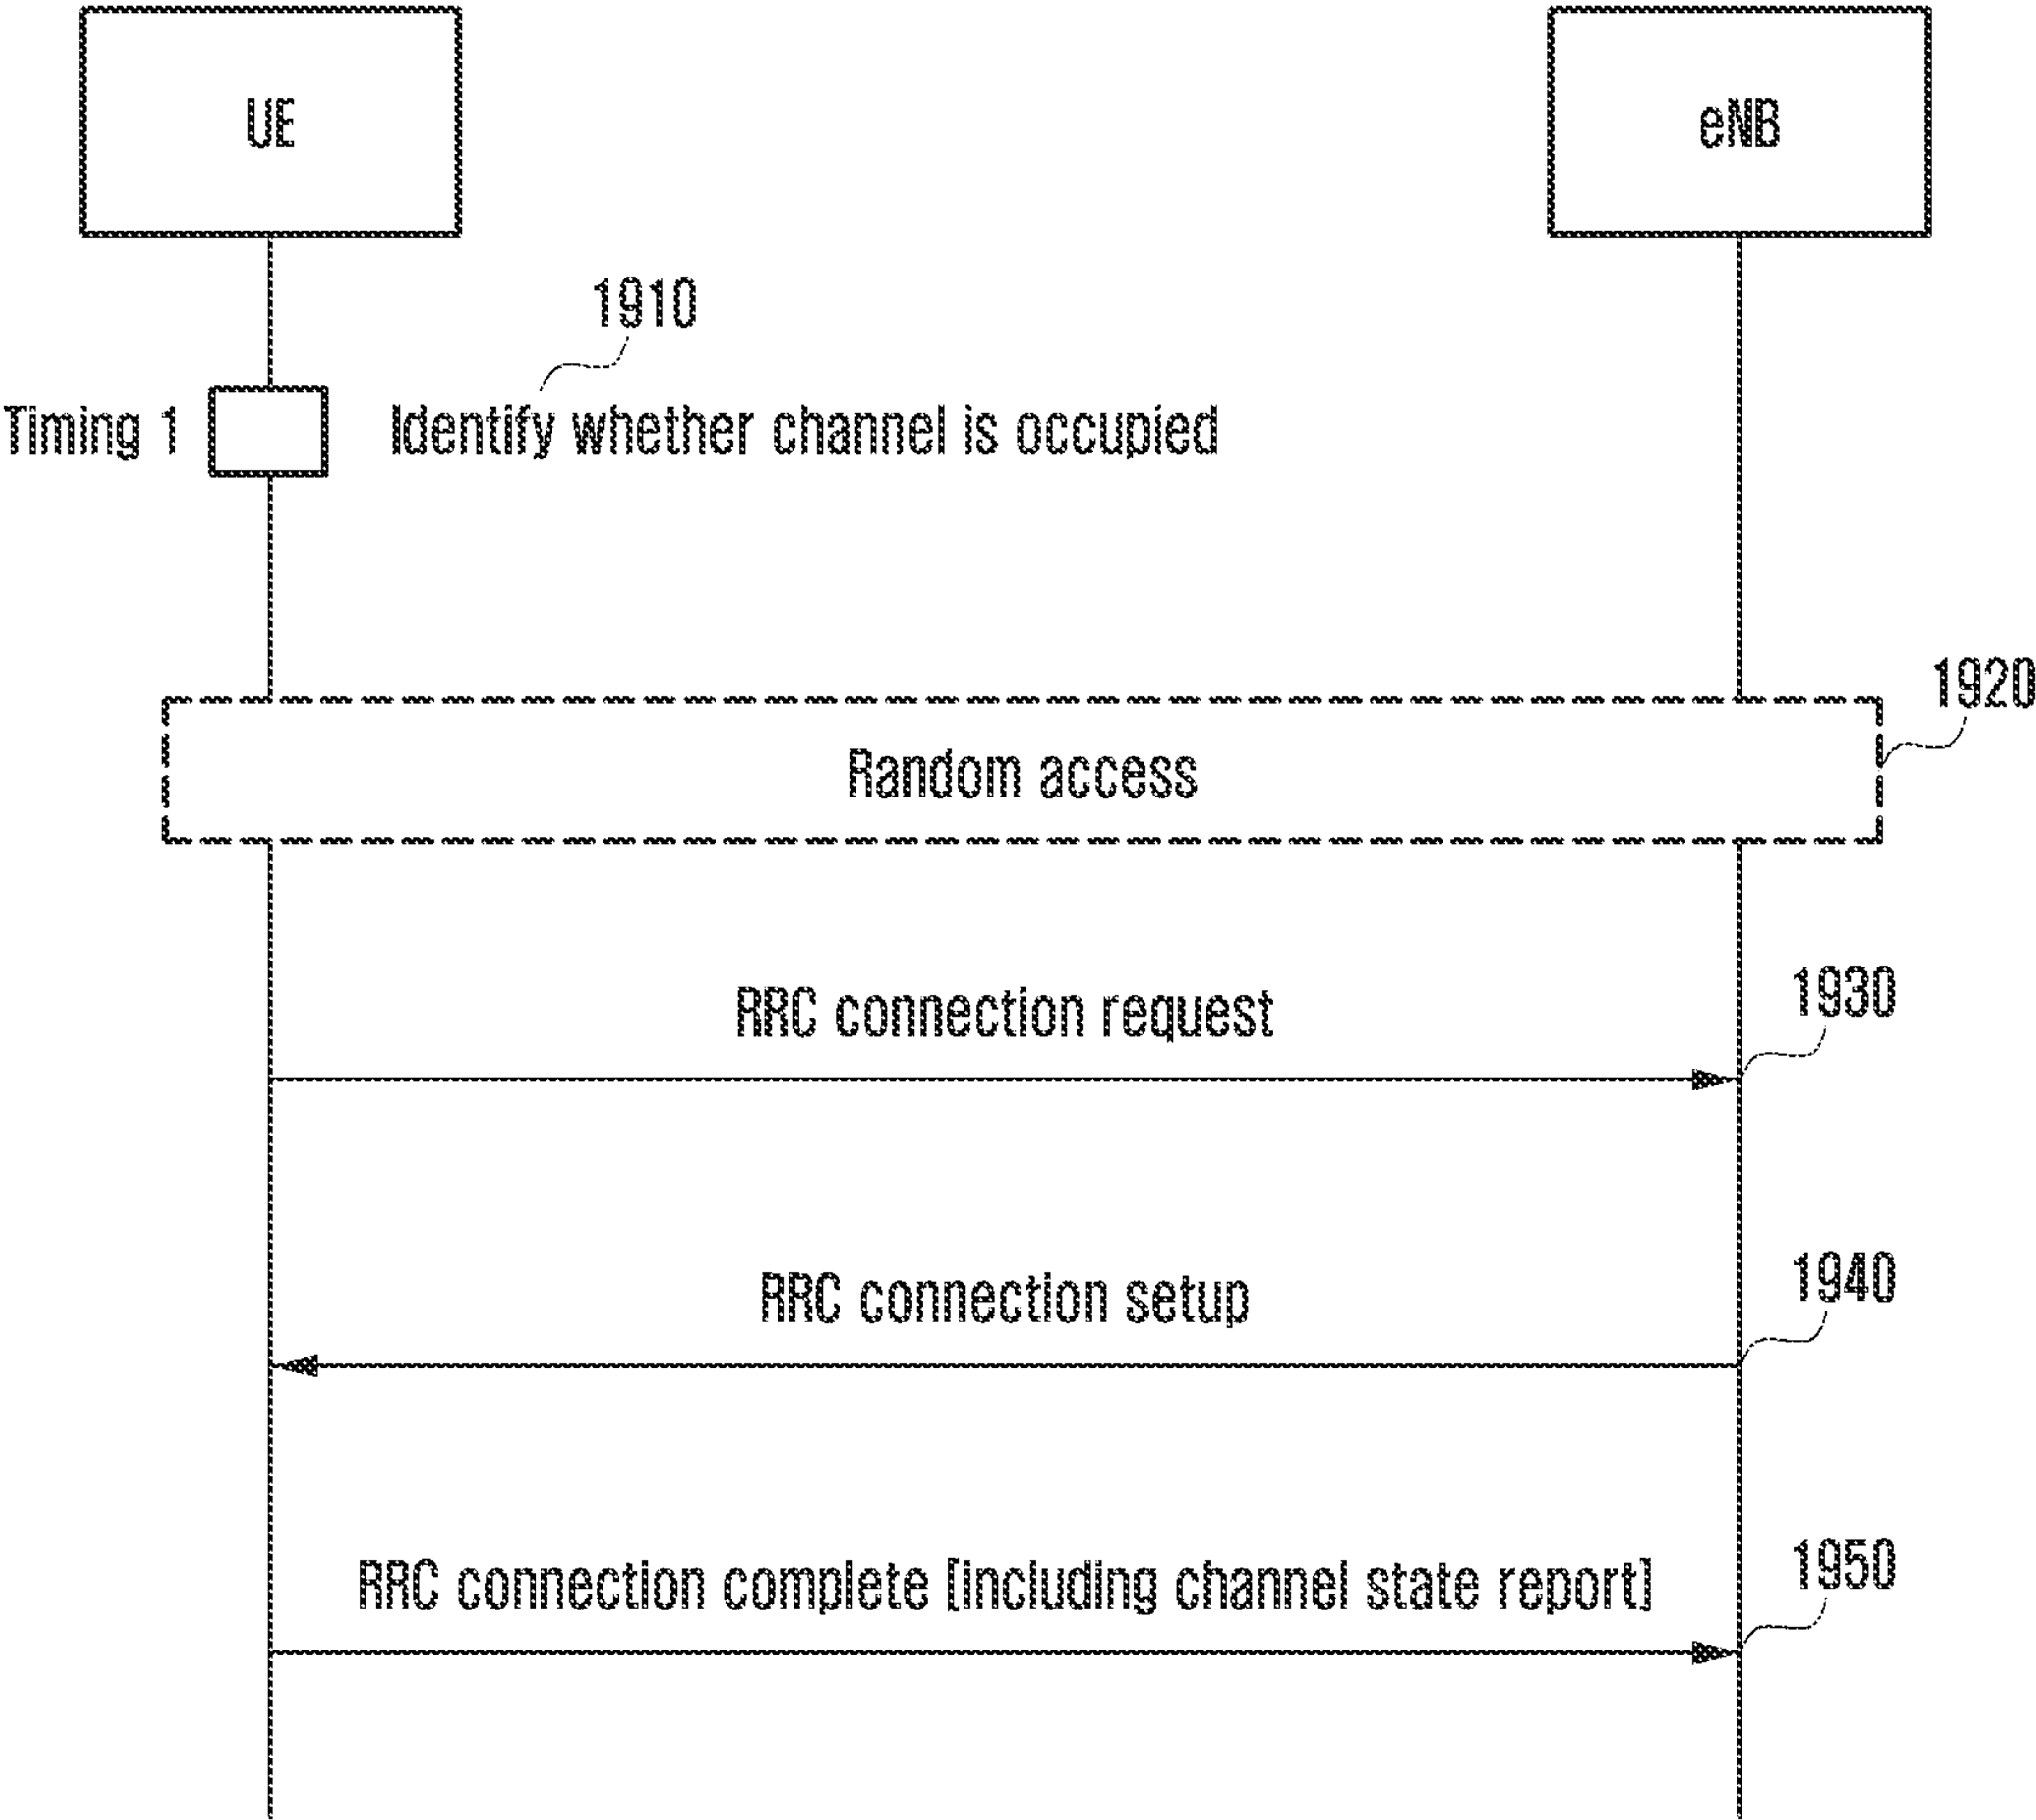 UE
eNB
1910
Timing 1
Identify whether channel is occupied
1920
Random access
1930
RRC connection request
1940
RRC connection setup
1950
RRC connection complete [including channel state report]